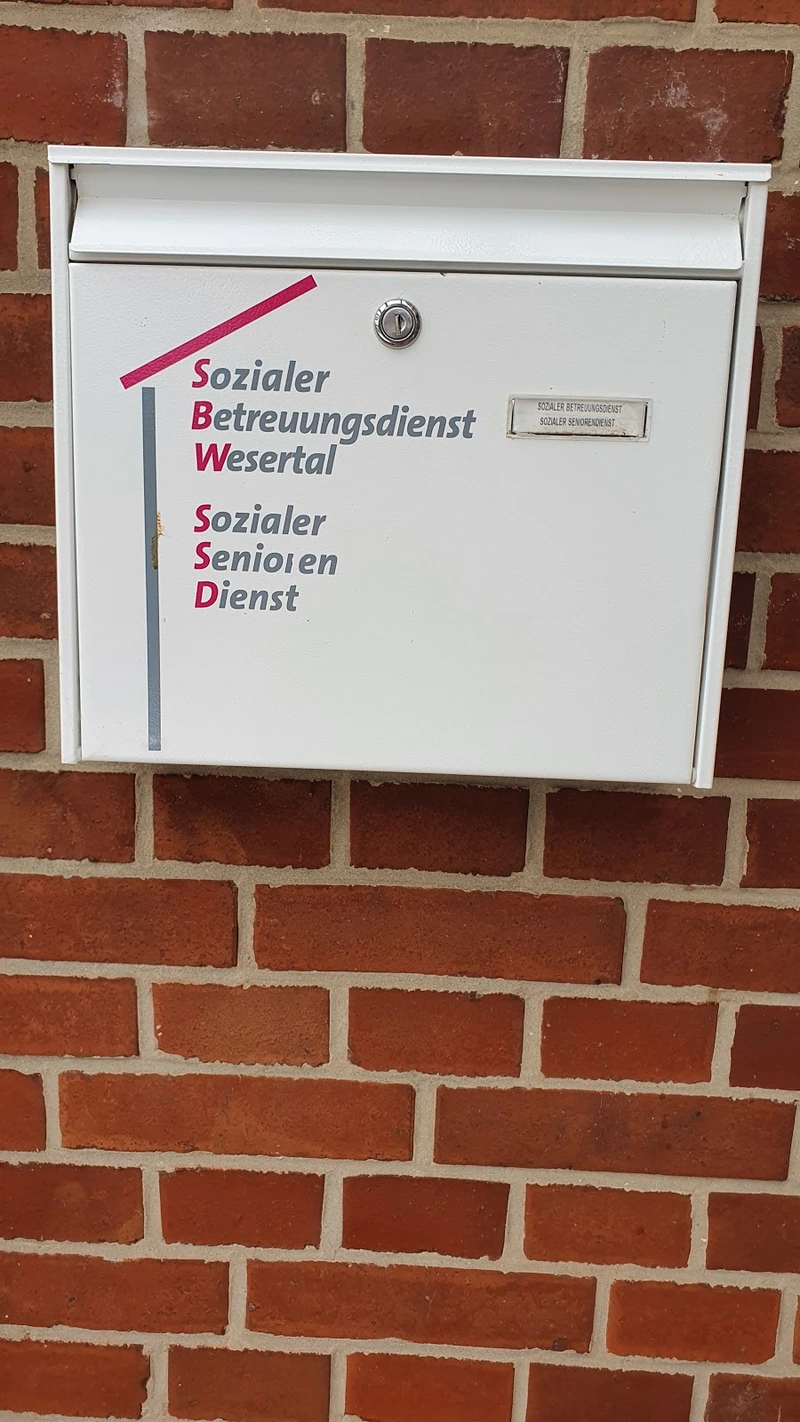 Sozialer
Betreuungsdienst
Wesertal
Sozialer
Senioren
Dienst
SOZIALER BETREUUNGSDIENST
SOZIALER SENIORENDIENST